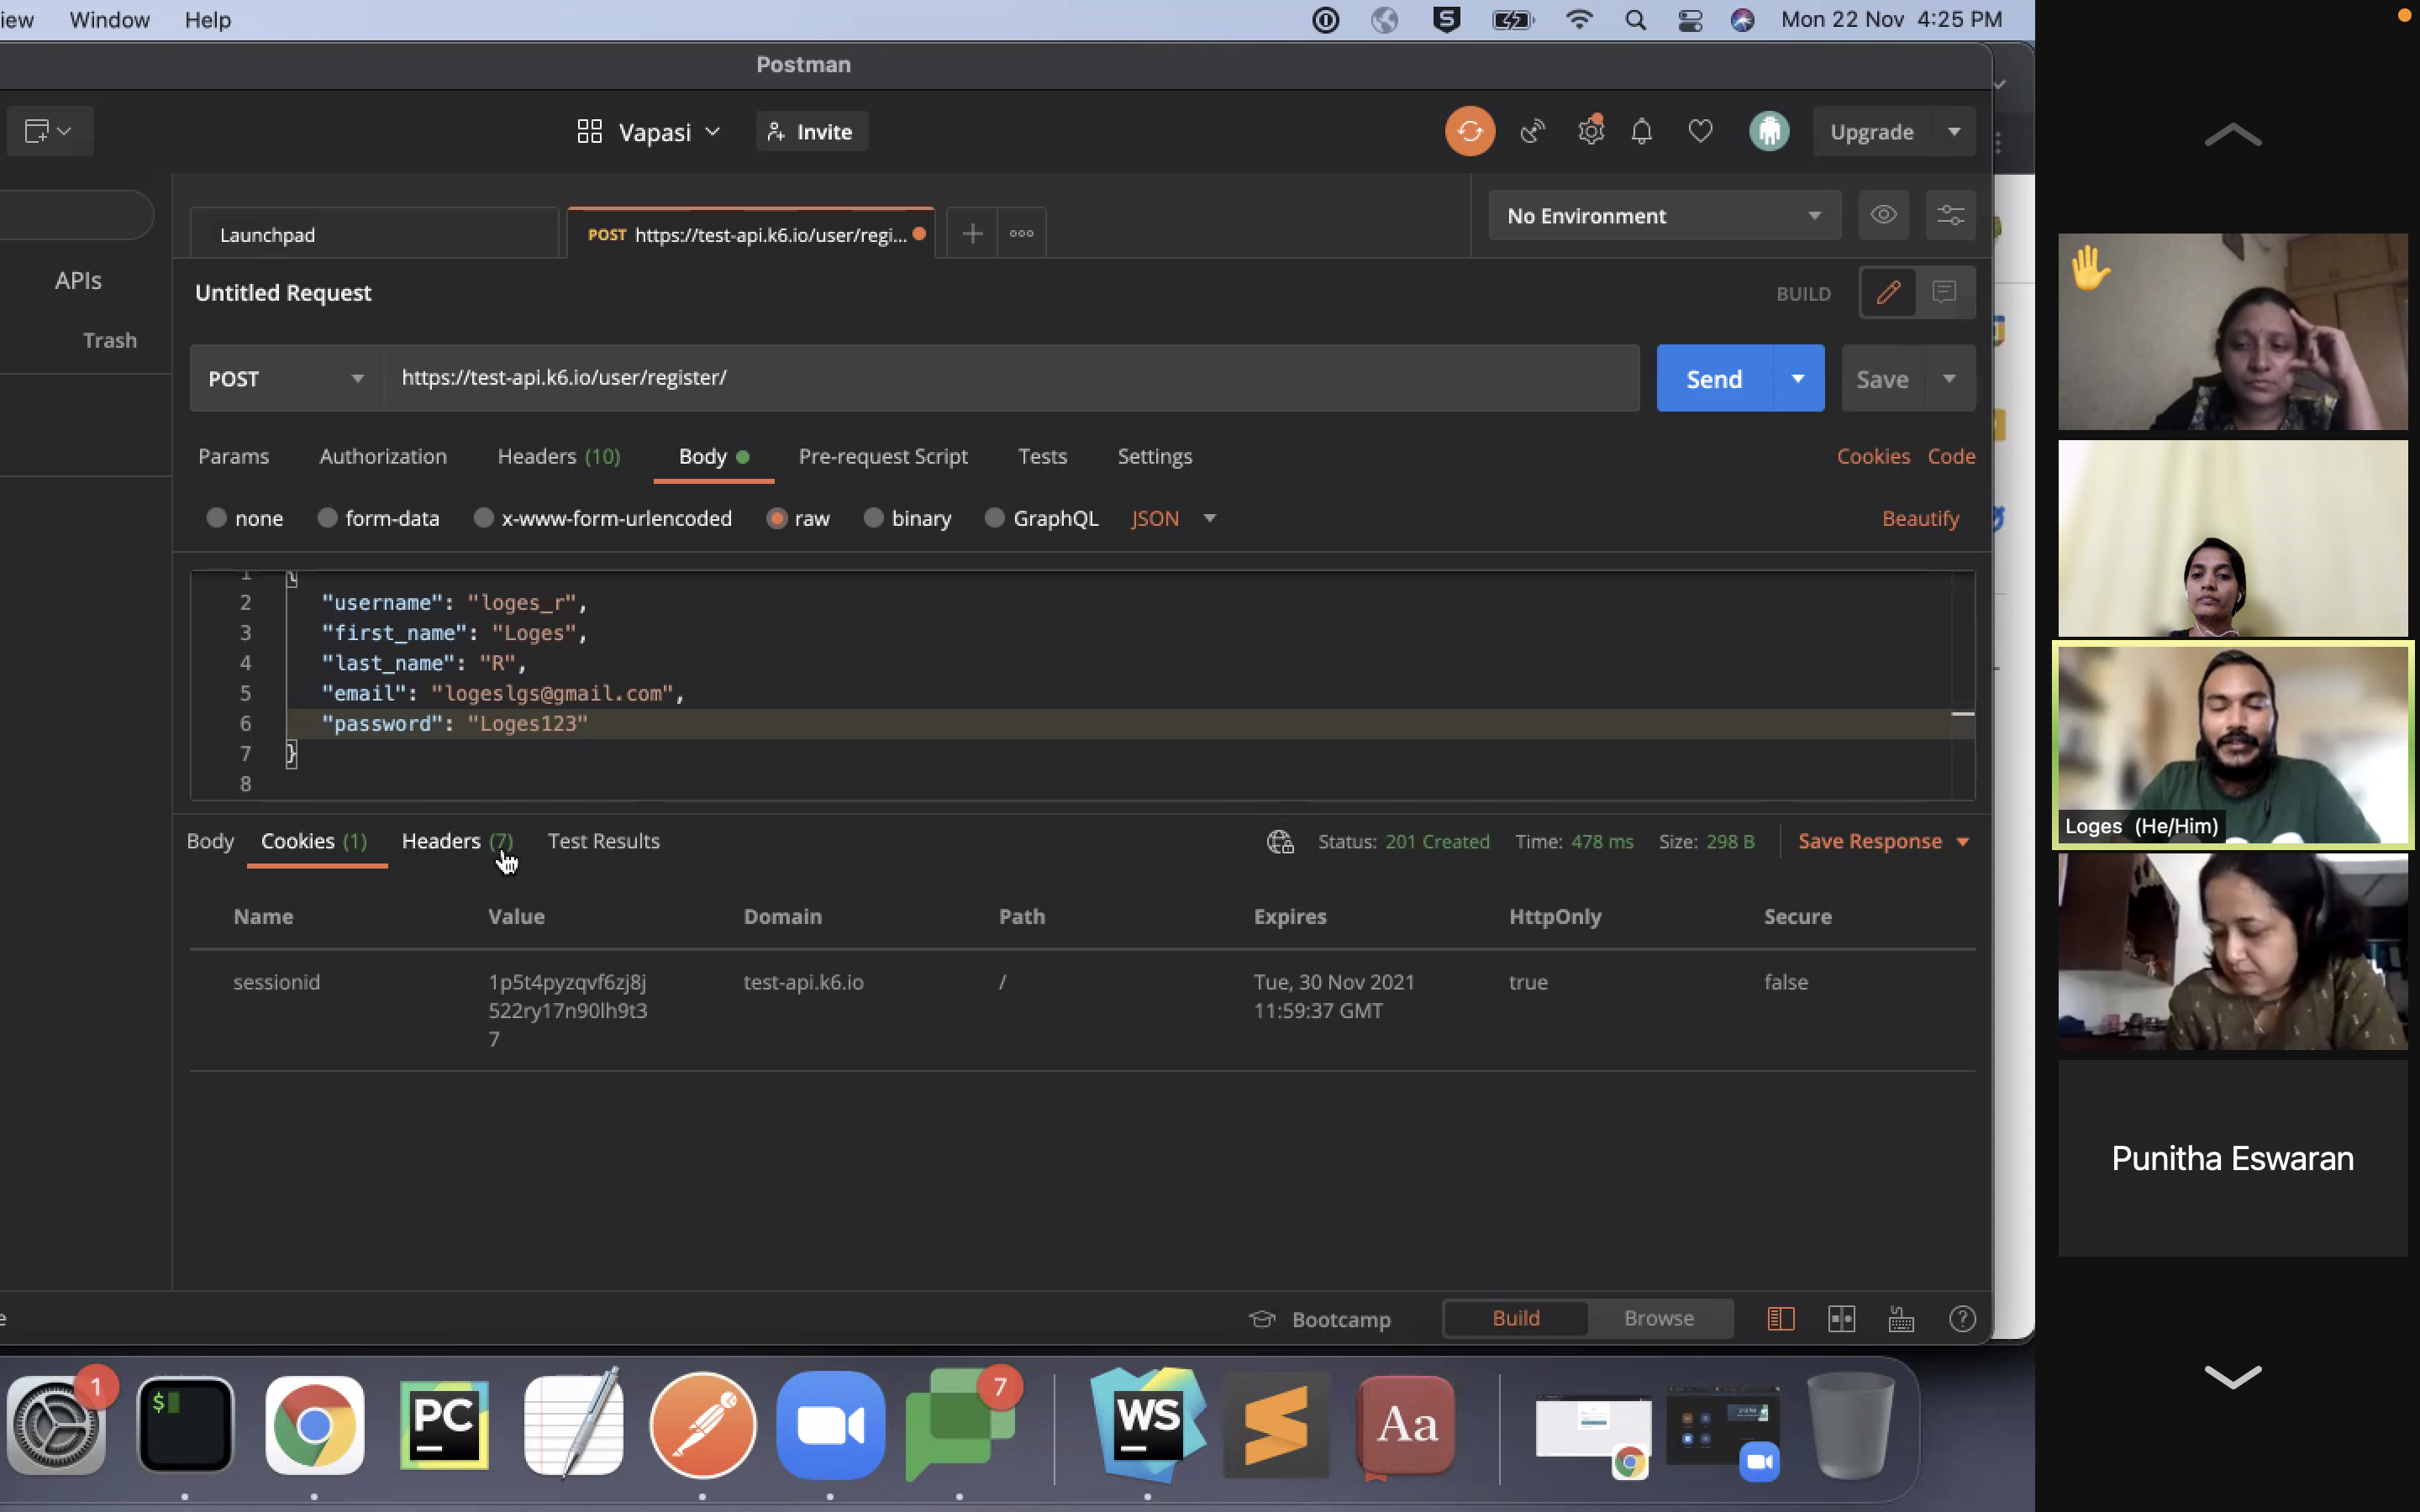 iew Window Help Mon 22 Nov 4:25 PM
Postman
Vapasi Invite Upgrade
Launchpad POST https://test-api.k6.io/user/regi... No Environment
APIs
Trash
Untitled Request BUILD
POST https://test-api.k6.io/user/register/ Send Save
Params Authorization Headers (10) Body Pre-request Script Tests Settings Cookies Code
none form-data x-www-form-urlencoded raw binary GraphQL JSON Beautify
1 {
2 "username": "loges_r",
3 "first_name": "Loges",
4 "last_name": "R",
5 "email": "logeslgs@gmail.com",
6 "password": "Loges123"
7 }
8
Body Cookies (1) Headers (7) Test Results Status: 201 Created Time: 478 ms Size: 298 B Save Response
Name Value Domain Path Expires HttpOnly Secure
sessionid 1p5t4pyzqvf6zj8j test-api.k6.io / Tue, 30 Nov 2021 true false
522ry17n90lh9t3 11:59:37 GMT
7
e Bootcamp Build Browse
1 $ PC 7 WS Aa
Loges (He/Him)
Punitha Eswaran